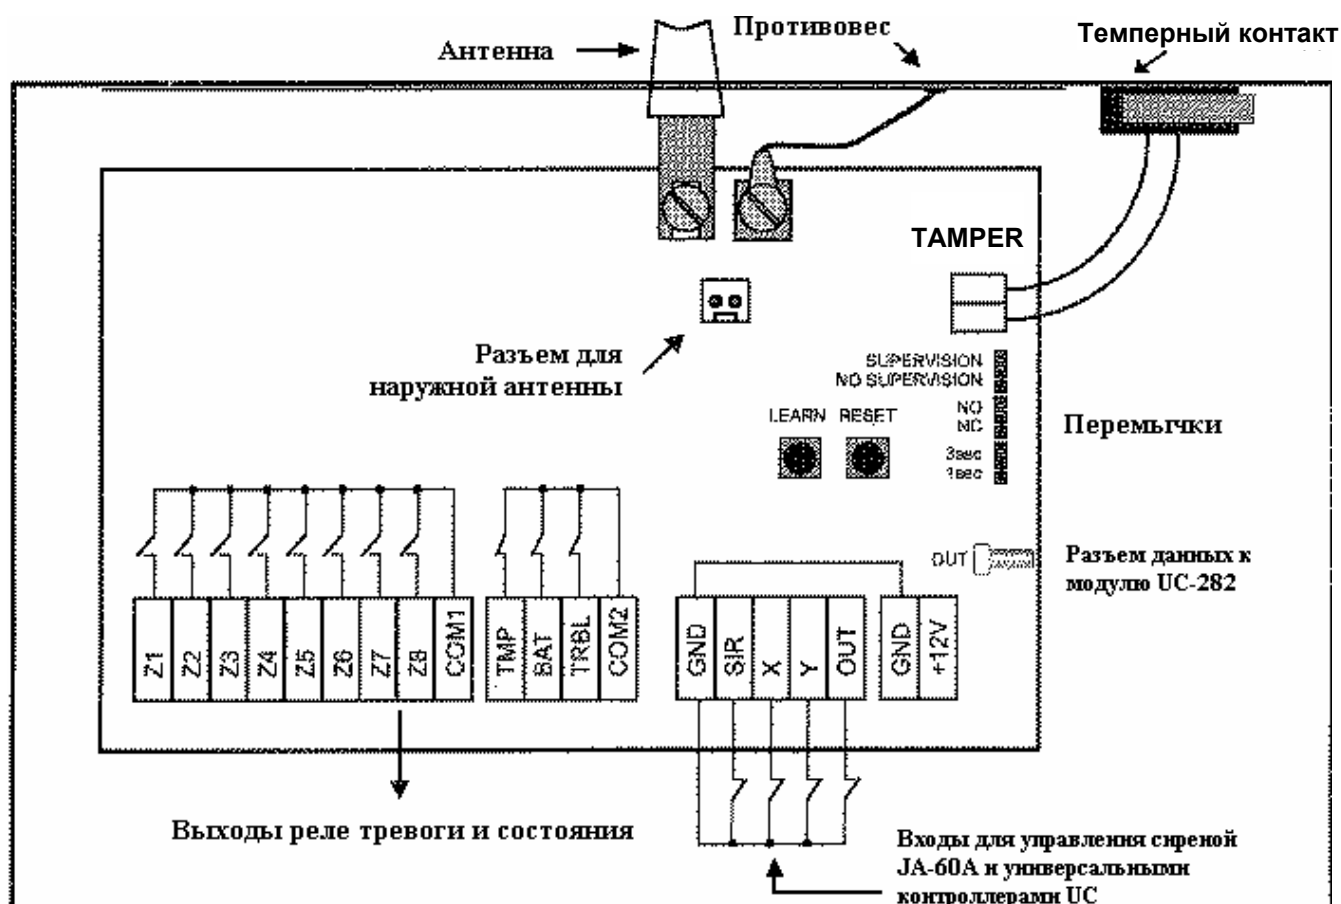 Антенна
Противовес
Темперный контакт
TAMPER
Разъем для
наружной антенны
SUPERVISION
NO SUPERVISION
NO
NC
3sec
1sec
LEARN RESET
Перемычки
OUT
Разъем данных к
модулю UC-282
Z1
Z2
Z3
Z4
Z5
Z6
Z7
Z8
COM1
TMP
BAT
TRBL
COM2
GND
SIR
X
Y
OUT
GND
+12V
Выходы реле тревоги и состояния
Входы для управления сиреной
JA-60A и универсальными
контроллерами UC